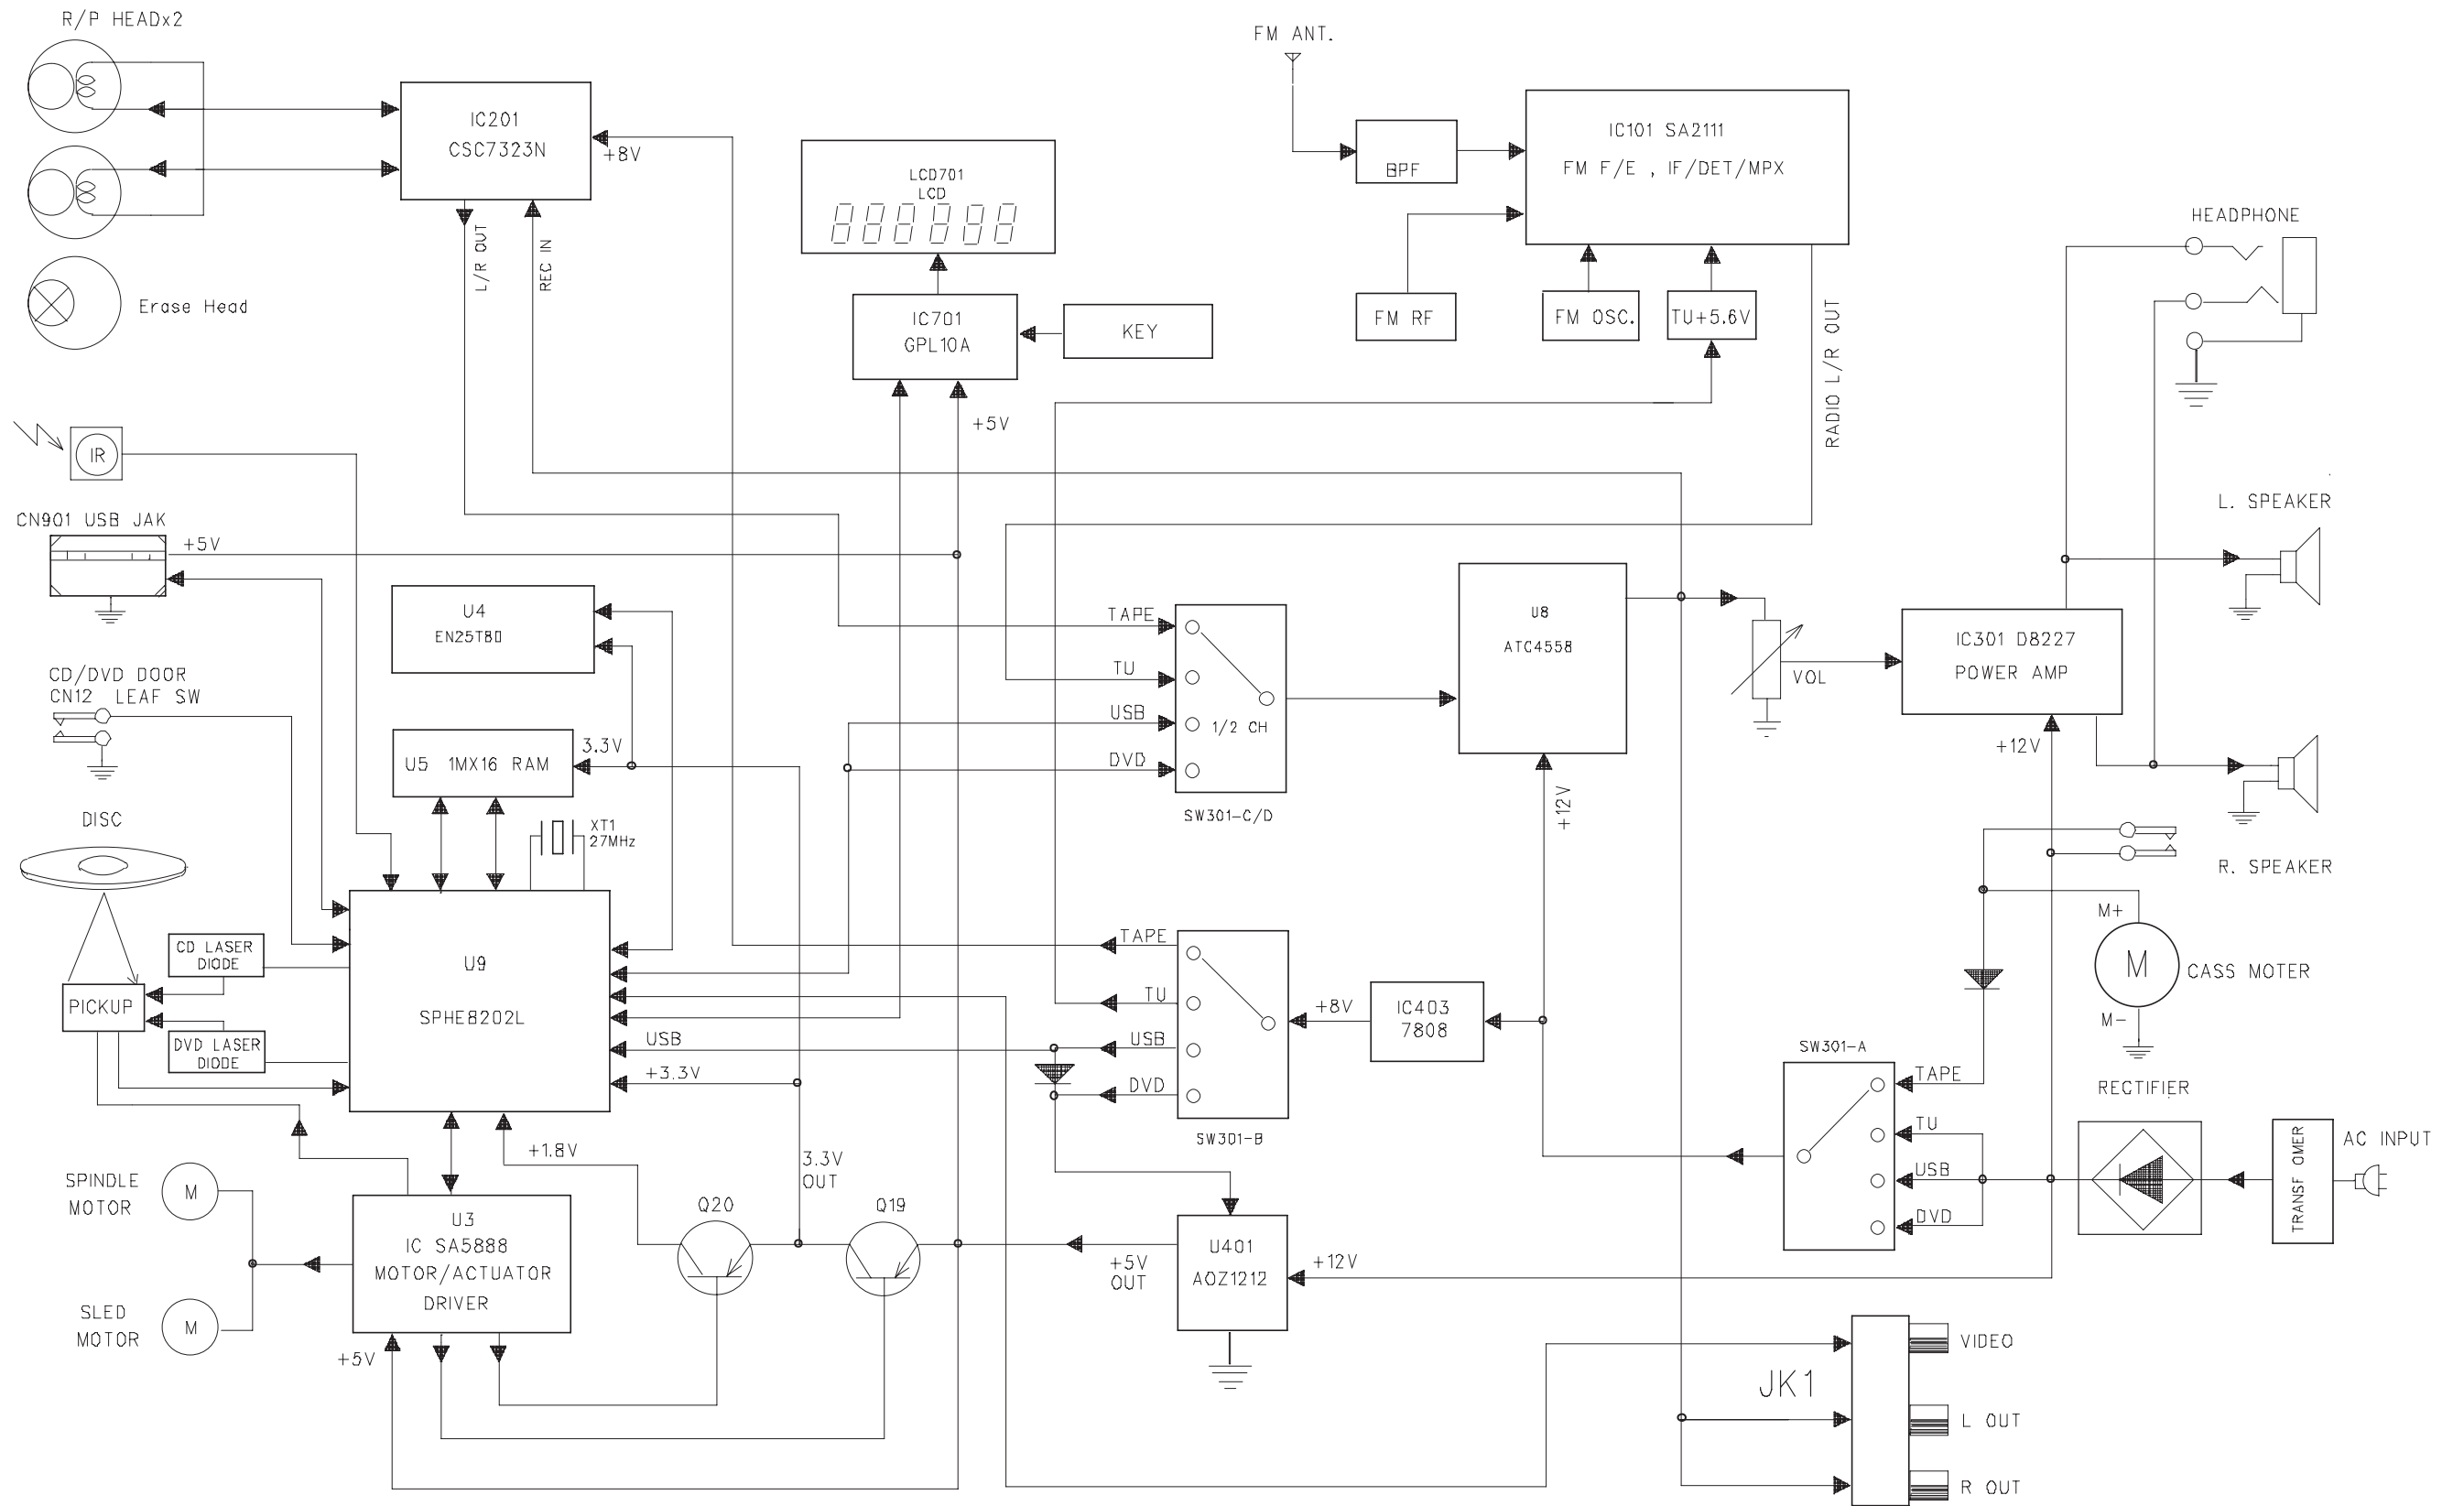 R/P HEADx2
IC201
CSC7323N
+8V
L/R OUT
REC IN
Erase Head
LCD701
LCD
IC701
GPL10A
KEY
+5V
FM ANT.
BPF
IC101 SA2111
FM F/E , IF/DET/MPX
FM RF
FM OSC.
TU+5.6V
RADIO L/R OUT
HEADPHONE
L. SPEAKER
IR
CN901 USB JAK
+5V
U4
EN25T80
CD/DVD DOOR
CN12 LEAF SW
U5 1MX16 RAM
3.3V
XT1
27MHz
DISC
TAPE
TU
USB
DVD
1/2 CH
SW301-C/D
U8
ATC4558
+12V
VOL
IC301 D8227
POWER AMP
+12V
R. SPEAKER
CD LASER
DIODE
PICKUP
DVD LASER
DIODE
U9
SPHE8202L
USB
+3.3V
TAPE
TU
USB
DVD
SW301-B
+8V
IC403
7808
M+
M
CASS MOTER
M-
SW301-A
TAPE
TU
USB
DVD
RECTIFIER
TRANSF OMER
AC INPUT
+1.8V
3.3V
OUT
SPINDLE
MOTOR
M
SLED
MOTOR
M
U3
IC SA5888
MOTOR/ACTUATOR
DRIVER
+5V
Q20
Q19
+5V
OUT
U401
AOZ1212
+12V
JK1
VIDEO
L OUT
R OUT